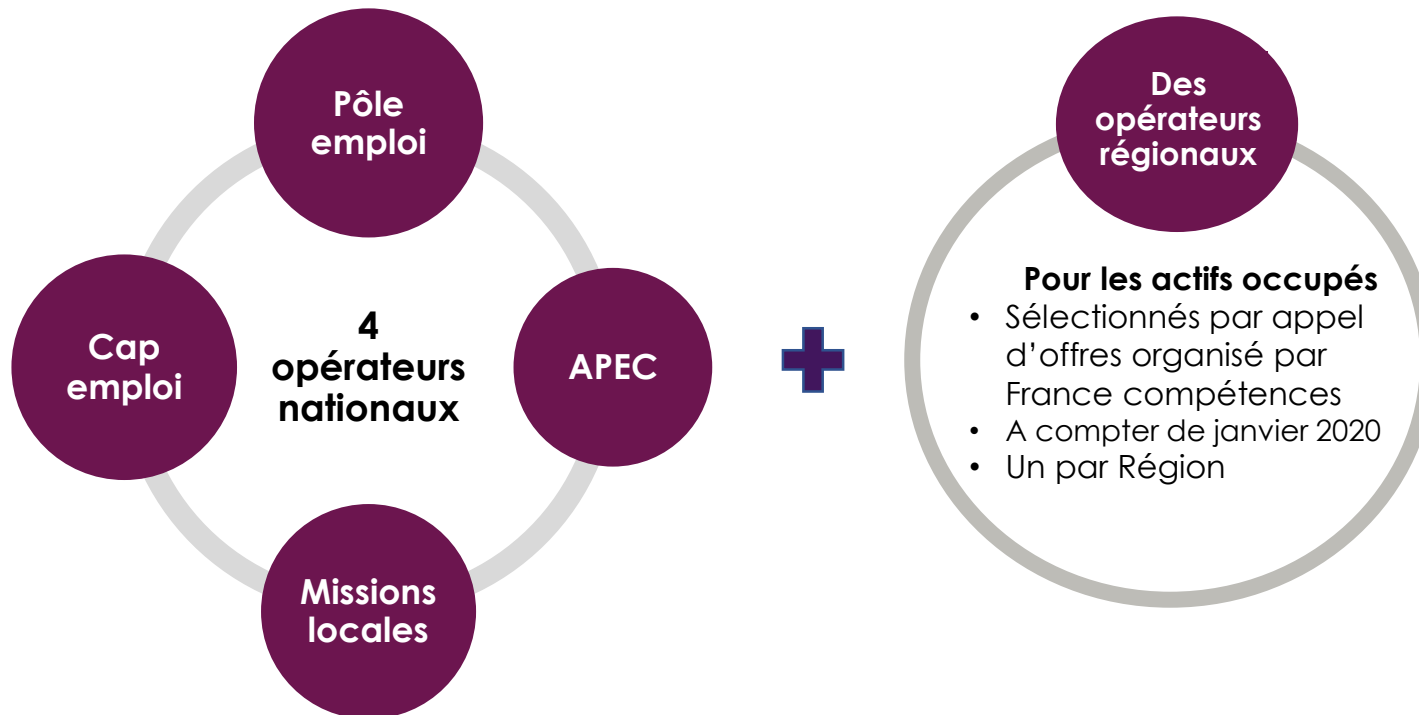 Pôle
emploi
Cap
emploi
4
opérateurs
nationaux
APEC
Missions
locales
Des
opérateurs
régionaux
Pour les actifs occupés
• Sélectionnés par appel
d’offres organisé par
France compétences
• A compter de janvier 2020
• Un par Région